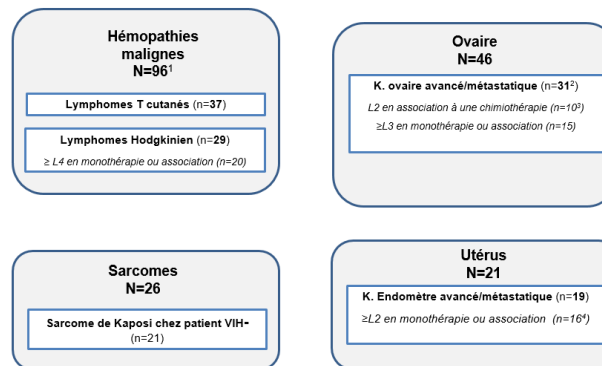 Hémopathies
malignes
N=96¹
Lymphomes T cutanés (n=37)
Lymphomes Hodgkinien (n=29)
≥ L4 en monothérapie ou association (n=20)
Ovaire
N=46
K. ovaire avancé/métastatique (n=31²)
L2 en association à une chimiothérapie (n=10³)
≥L3 en monothérapie ou association (n=15)
Sarcomes
N=26
Sarcome de Kaposi chez patient VIH-
(n=21)
Utérus
N=21
K. Endomètre avancé/métastatique (n=19)
≥L2 en monothérapie ou association (n=16⁴)